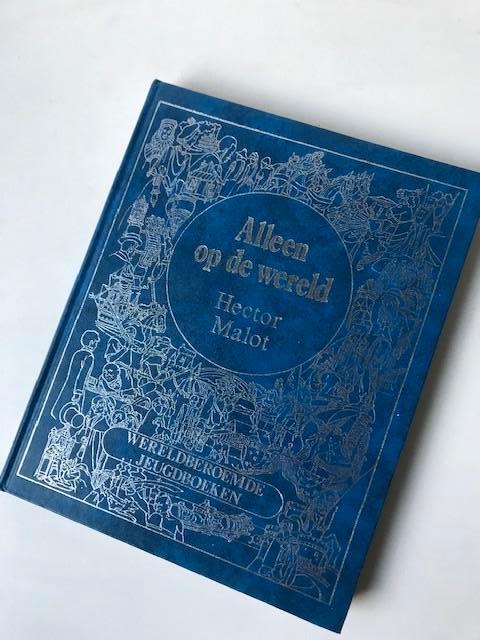 Alleen
op de wereld
Hector
Malot
WERELDBEROEMDE
JEUGDBOEKEN